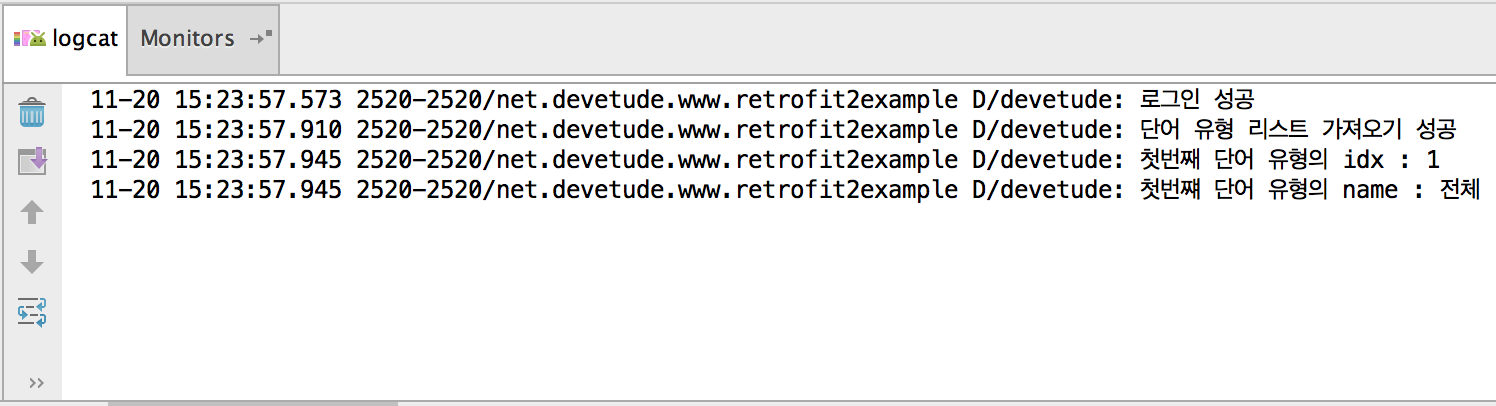 logcat Monitors
11-20 15:23:57.573 2520-2520/net.devetude.www.retrofit2example D/devetude: 로그인 성공
11-20 15:23:57.910 2520-2520/net.devetude.www.retrofit2example D/devetude: 단어 유형 리스트 가져오기 성공
11-20 15:23:57.945 2520-2520/net.devetude.www.retrofit2example D/devetude: 첫번째 단어 유형의 idx : 1
11-20 15:23:57.945 2520-2520/net.devetude.www.retrofit2example D/devetude: 첫번쨰 단어 유형의 name : 전체